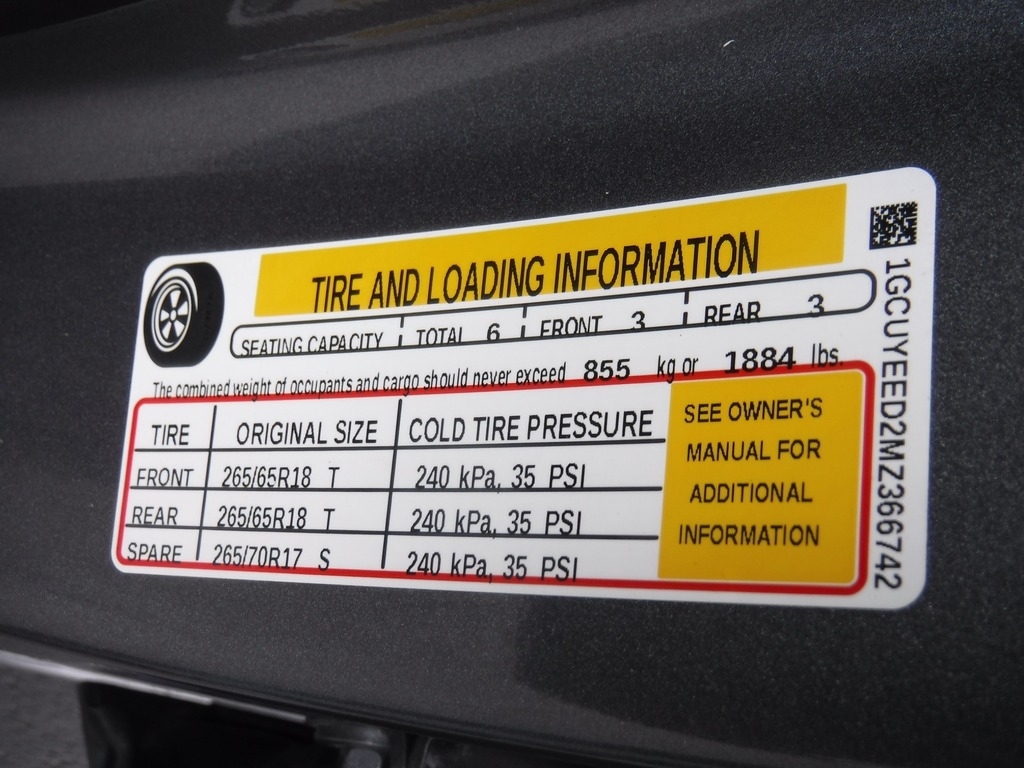 TIRE AND LOADING INFORMATION
SEATING CAPACITY TOTAL 6 FRONT 3 REAR 3
The combined weight of occupants and cargo should never exceed 855 kg or 1884 lbs.
TIRE ORIGINAL SIZE COLD TIRE PRESSURE
FRONT 265/65R18 T 240 kPa, 35 PSI
REAR 265/65R18 T 240 kPa, 35 PSI
SPARE 265/70R17 S 240 kPa, 35 PSI
SEE OWNER'S
MANUAL FOR
ADDITIONAL
INFORMATION
1GCUYEED2MZ366742